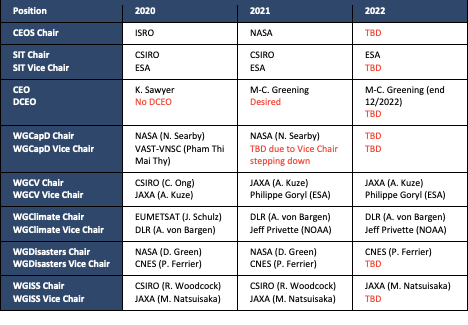 Position 2020 2021 2022
CEOS Chair ISRO NASA TBD
SIT Chair CSIRO CSIRO ESA
SIT Vice Chair ESA ESA TBD
CEO K. Sawyer M-C. Greening M-C. Greening (end
DCEO No DCEO Desired 12/2022)
TBD
WGCapD Chair NASA (N. Searby) NASA (N. Searby) TBD
WGCapD Vice Chair VAST-VNSC (Pham Thi TBD due to Vice Chair TBD
Mai Thy) stepping down
WGCV Chair CSIRO (C. Ong) JAXA (A. Kuze) JAXA (A. Kuze)
WGCV Vice Chair JAXA (A. Kuze) Philippe Goryl (ESA) Philippe Goryl (ESA)
WGClimate Chair EUMETSAT (J. Schulz) DLR (A. von Bargen) DLR (A. von Bargen)
WGClimate Vice Chair DLR (A. von Bargen) Jeff Privette (NOAA) Jeff Privette (NOAA)
WGDisasters Chair NASA (D. Green) NASA (D. Green) CNES (P. Ferrier)
WGDisasters Vice Chair CNES (P. Ferrier) CNES (P. Ferrier) TBD
WGISS Chair CSIRO (R. Woodcock) CSIRO (R. Woodcock) JAXA (M. Natsuisaka)
WGISS Vice Chair JAXA (M. Natsuisaka) JAXA (M. Natsuisaka) TBD